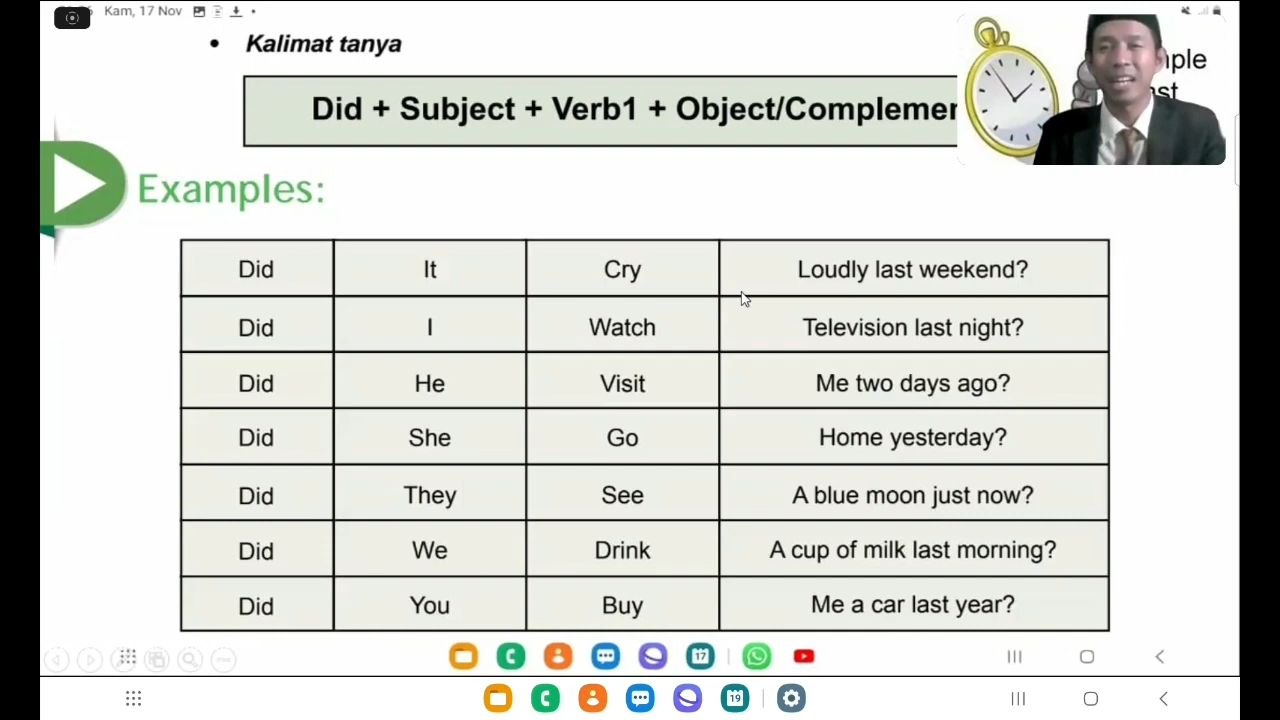 Kam, 17 Nov
Kalimat tanya
Did + Subject + Verb1 + Object/
Examples:
Did It Cry Loudly last weekend?
Did I Watch Television last night?
Did He Visit Me two days ago?
Did She Go Home yesterday?
Did They See A blue moon just now?
Did We Drink A cup of milk last morning?
Did You Buy Me a car last year?
17
19